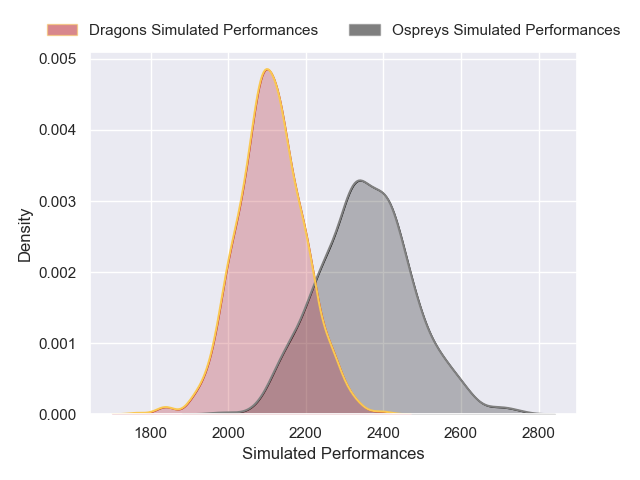 Dragons Simulated Performances Ospreys Simulated Performances
0.005
0.004
0.003
0.002
0.001
0.000
Density
1800 2000 2200 2400 2600 2800
Simulated Performances